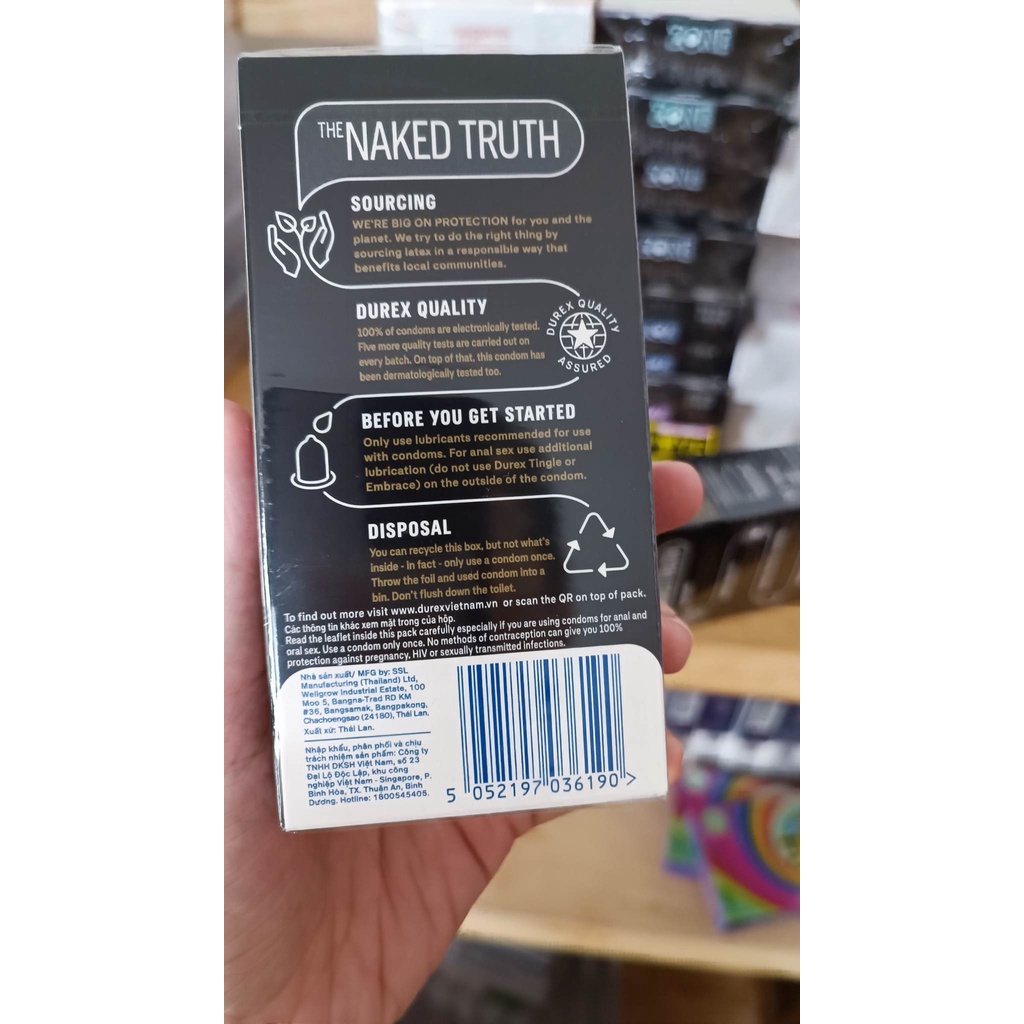 THE NAKED TRUTH
SOURCING
WE'RE BIG ON PROTECTION for you and the
planet. We try to do the right thing by
sourcing latex in a responsible way that
benefits local communities.
DUREX QUALITY
100% of condoms are electronically tested.
Five more quality tests are carried out on
every batch. On top of that, this condom has
been dermatologically tested too.
DUREX QUALITY
ASSURED
BEFORE YOU GET STARTED
Only use lubricants recommended for use
with condoms. For anal sex use additional
lubrication (do not use Durex Tingle or
Embrace) on the outside of the condom.
DISPOSAL
You can recycle this box, but not what's
inside - in fact - only use a condom once.
Throw the foil and used condom into a
bin. Don't flush down the toilet.
To find out more visit www.durexvietnam.vn or scan the QR on top of pack.
Các thông tin khác xem mặt trong của hộp.
Read the leaflet inside this pack carefully especially if you are using condoms for anal and
oral sex. Use a condom only once. No methods of contraception can give you 100%
protection against pregnancy, HIV or sexually transmitted infections.
Nhà sản xuất/ MFG by: SSL
Manufacturing (Thailand) Ltd,
Wellgrow Industrial Estate, 100
Moo 5, Bangna-Trad RD KM
#36, Bangsamak, Bangpakong,
Chachoengsao (24180), Thái Lan.
Xuất xứ: Thái Lan.
Nhập khẩu, phân phối và chịu
trách nhiệm sản phẩm: Công ty
TNHH DKSH Việt Nam, số 23
Đại Lộ Độc Lập, khu công
nghiệp Việt Nam - Singapore, P.
Bình Hòa, TX. Thuận An, Bình
Dương. Hotline: 1800545405.
5 052197 036190 >